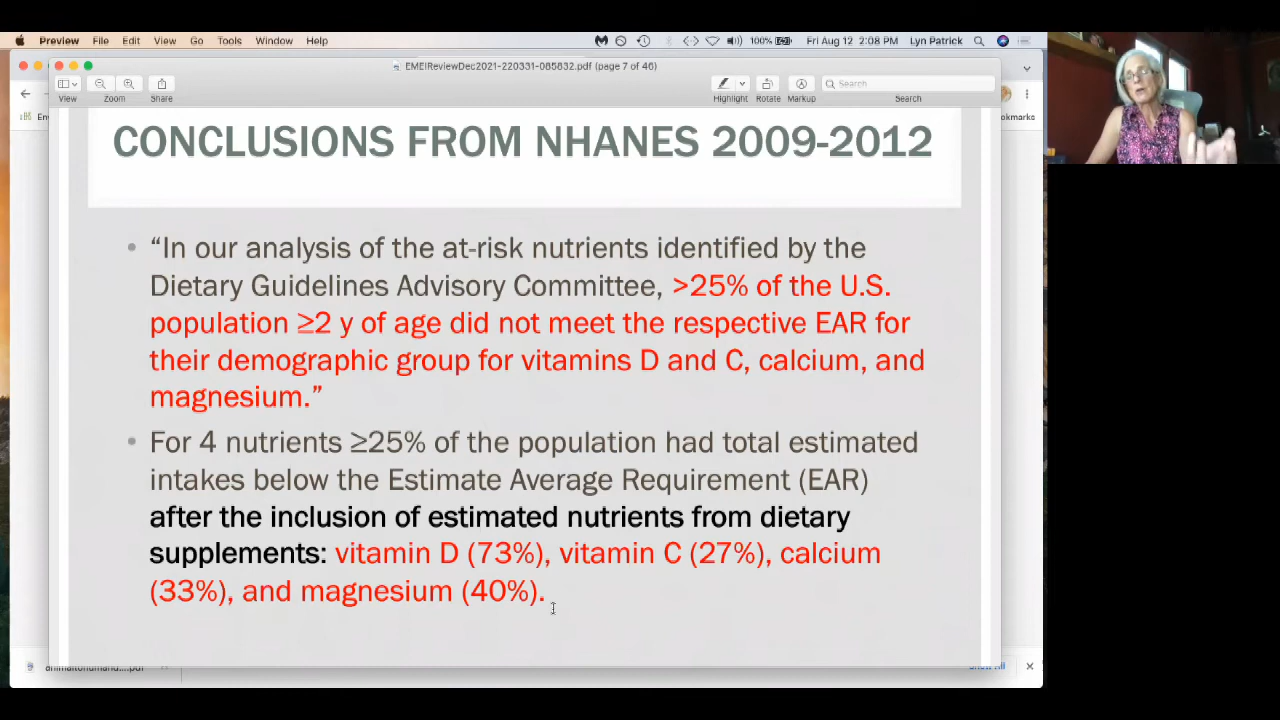 Preview File Edit View Go Tools Window Help 100% Fri Aug 12 2:08 PM Lyn Patrick
EMEIReviewDec2021-220331-085832.pdf (page 7 of 46)
View Zoom Share Highlight Rotate Markup Search
Search
CONCLUSIONS FROM NHANES 2009-2012
• “In our analysis of the at-risk nutrients identified by the
Dietary Guidelines Advisory Committee, >25% of the U.S.
population ≥2 y of age did not meet the respective EAR for
their demographic group for vitamins D and C, calcium, and
magnesium.”
• For 4 nutrients ≥25% of the population had total estimated
intakes below the Estimate Average Requirement (EAR)
after the inclusion of estimated nutrients from dietary
supplements: vitamin D (73%), vitamin C (27%), calcium
(33%), and magnesium (40%).